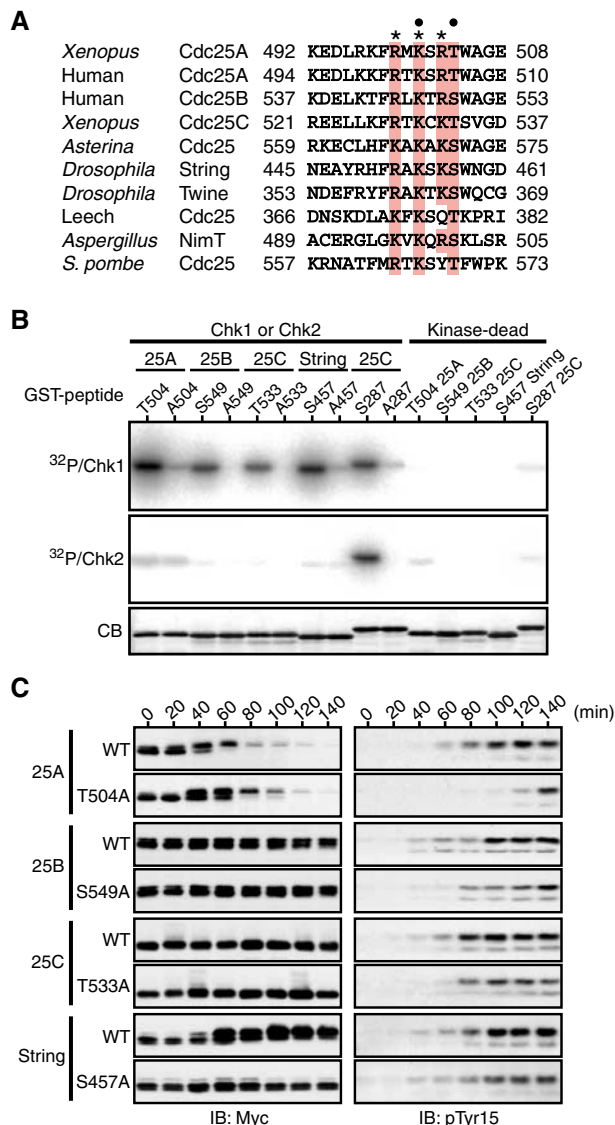 A
* * *
Xenopus Cdc25A 492 KEDLRKFRMKSRTWAGE 508
Human Cdc25A 494 KEDLKKFRTKSRTWAGE 510
Human Cdc25B 537 KDELKTFRLKTRSWAGE 553
Xenopus Cdc25C 521 REELLKFRTKCKTSVGD 537
Asterina Cdc25 559 RKECLHFKAKAKSWAGE 575
Drosophila String 445 NEAYRHFRAKSKSWNGD 461
Drosophila Twine 353 NDEFRYFRAKTKSWQCG 369
Leech Cdc25 366 DNSKDLAKFKSQTKPRI 382
Aspergillus NimT 489 ACERGLGKVKQRSKLSR 505
S. pombe Cdc25 557 KRNATFMRTKSYTFWPK 573
B
Chk1 or Chk2 Kinase-dead
25A 25B 25C String 25C
GST-peptide T504 A504 S549 A549 T533 A533 S457 A457 S287 A287 T504 25A S549 25B T533 25C S457 String S287 25C
32P/Chk1
32P/Chk2
CB
C
0 20 40 60 80 100 120 140 0 20 40 60 80 100 120 140 (min)
25A WT
T504A
25B WT
S549A
25C WT
T533A
String WT
S457A
IB: Myc IB: pTyr15